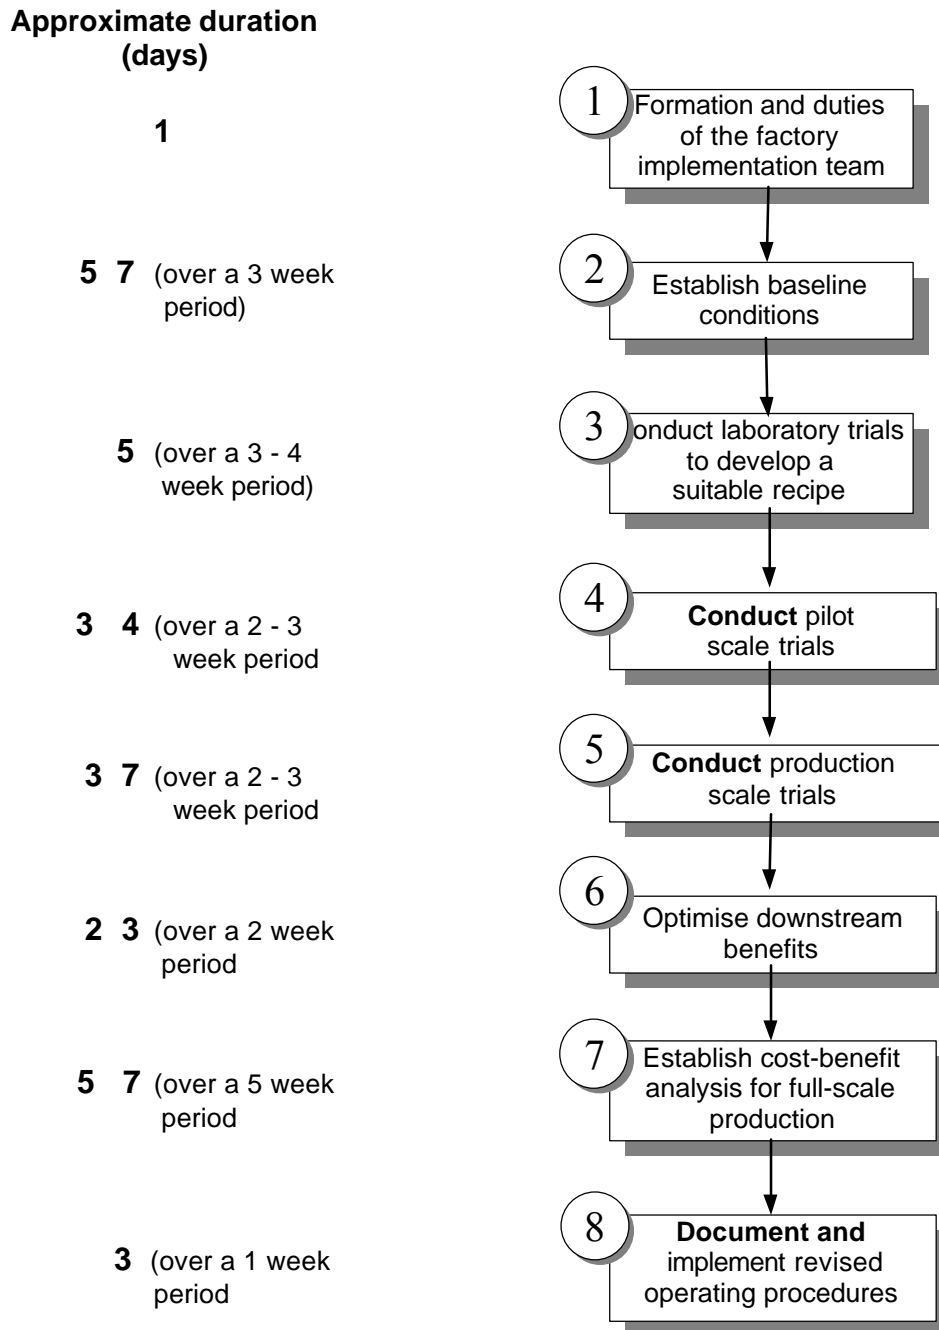 Approximate duration
(days)
1
1
Formation and duties
of the factory
implementation team
5 7 (over a 3 week
period)
2
Establish baseline
conditions
5 (over a 3 - 4
week period)
3
onduct laboratory trials
to develop a
suitable recipe
3 4 (over a 2 - 3
week period
4
Conduct pilot
scale trials
3 7 (over a 2 - 3
week period
5
Conduct production
scale trials
2 3 (over a 2 week
period
6
Optimise downstream
benefits
5 7 (over a 5 week
period
7
Establish cost-benefit
analysis for full-scale
production
3 (over a 1 week
period
8
Document and
implement revised
operating procedures